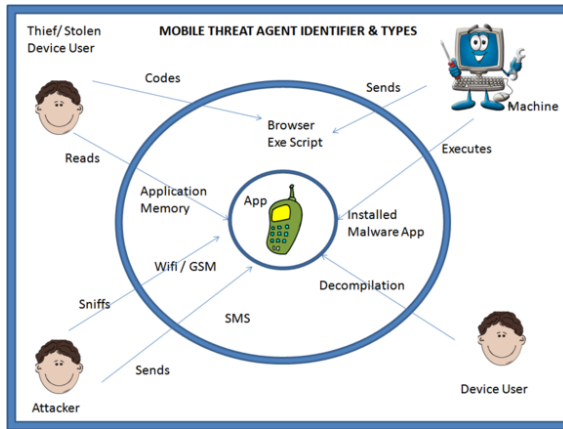 MOBILE THREAT AGENT IDENTIFIER & TYPES
Thief/ Stolen
Device User
Codes
Sends
Machine
Browser
Exe Script
Reads
Executes
Application
Memory
App
Installed
Malware App
Wifi / GSM
Decompilation
Sniffs
SMS
Sends
Attacker
Device User